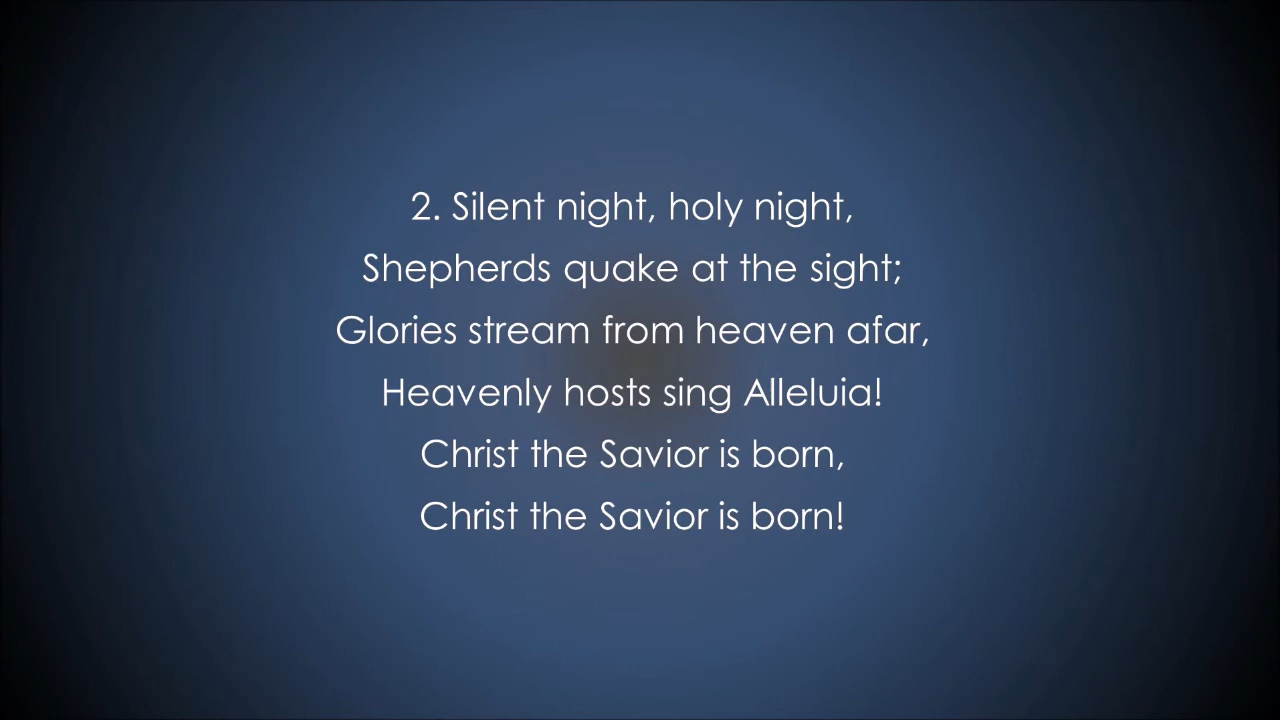 2. Silent night, holy night,
Shepherds quake at the sight;
Glories stream from heaven afar,
Heavenly hosts sing Alleluia!
Christ the Savior is born,
Christ the Savior is born!